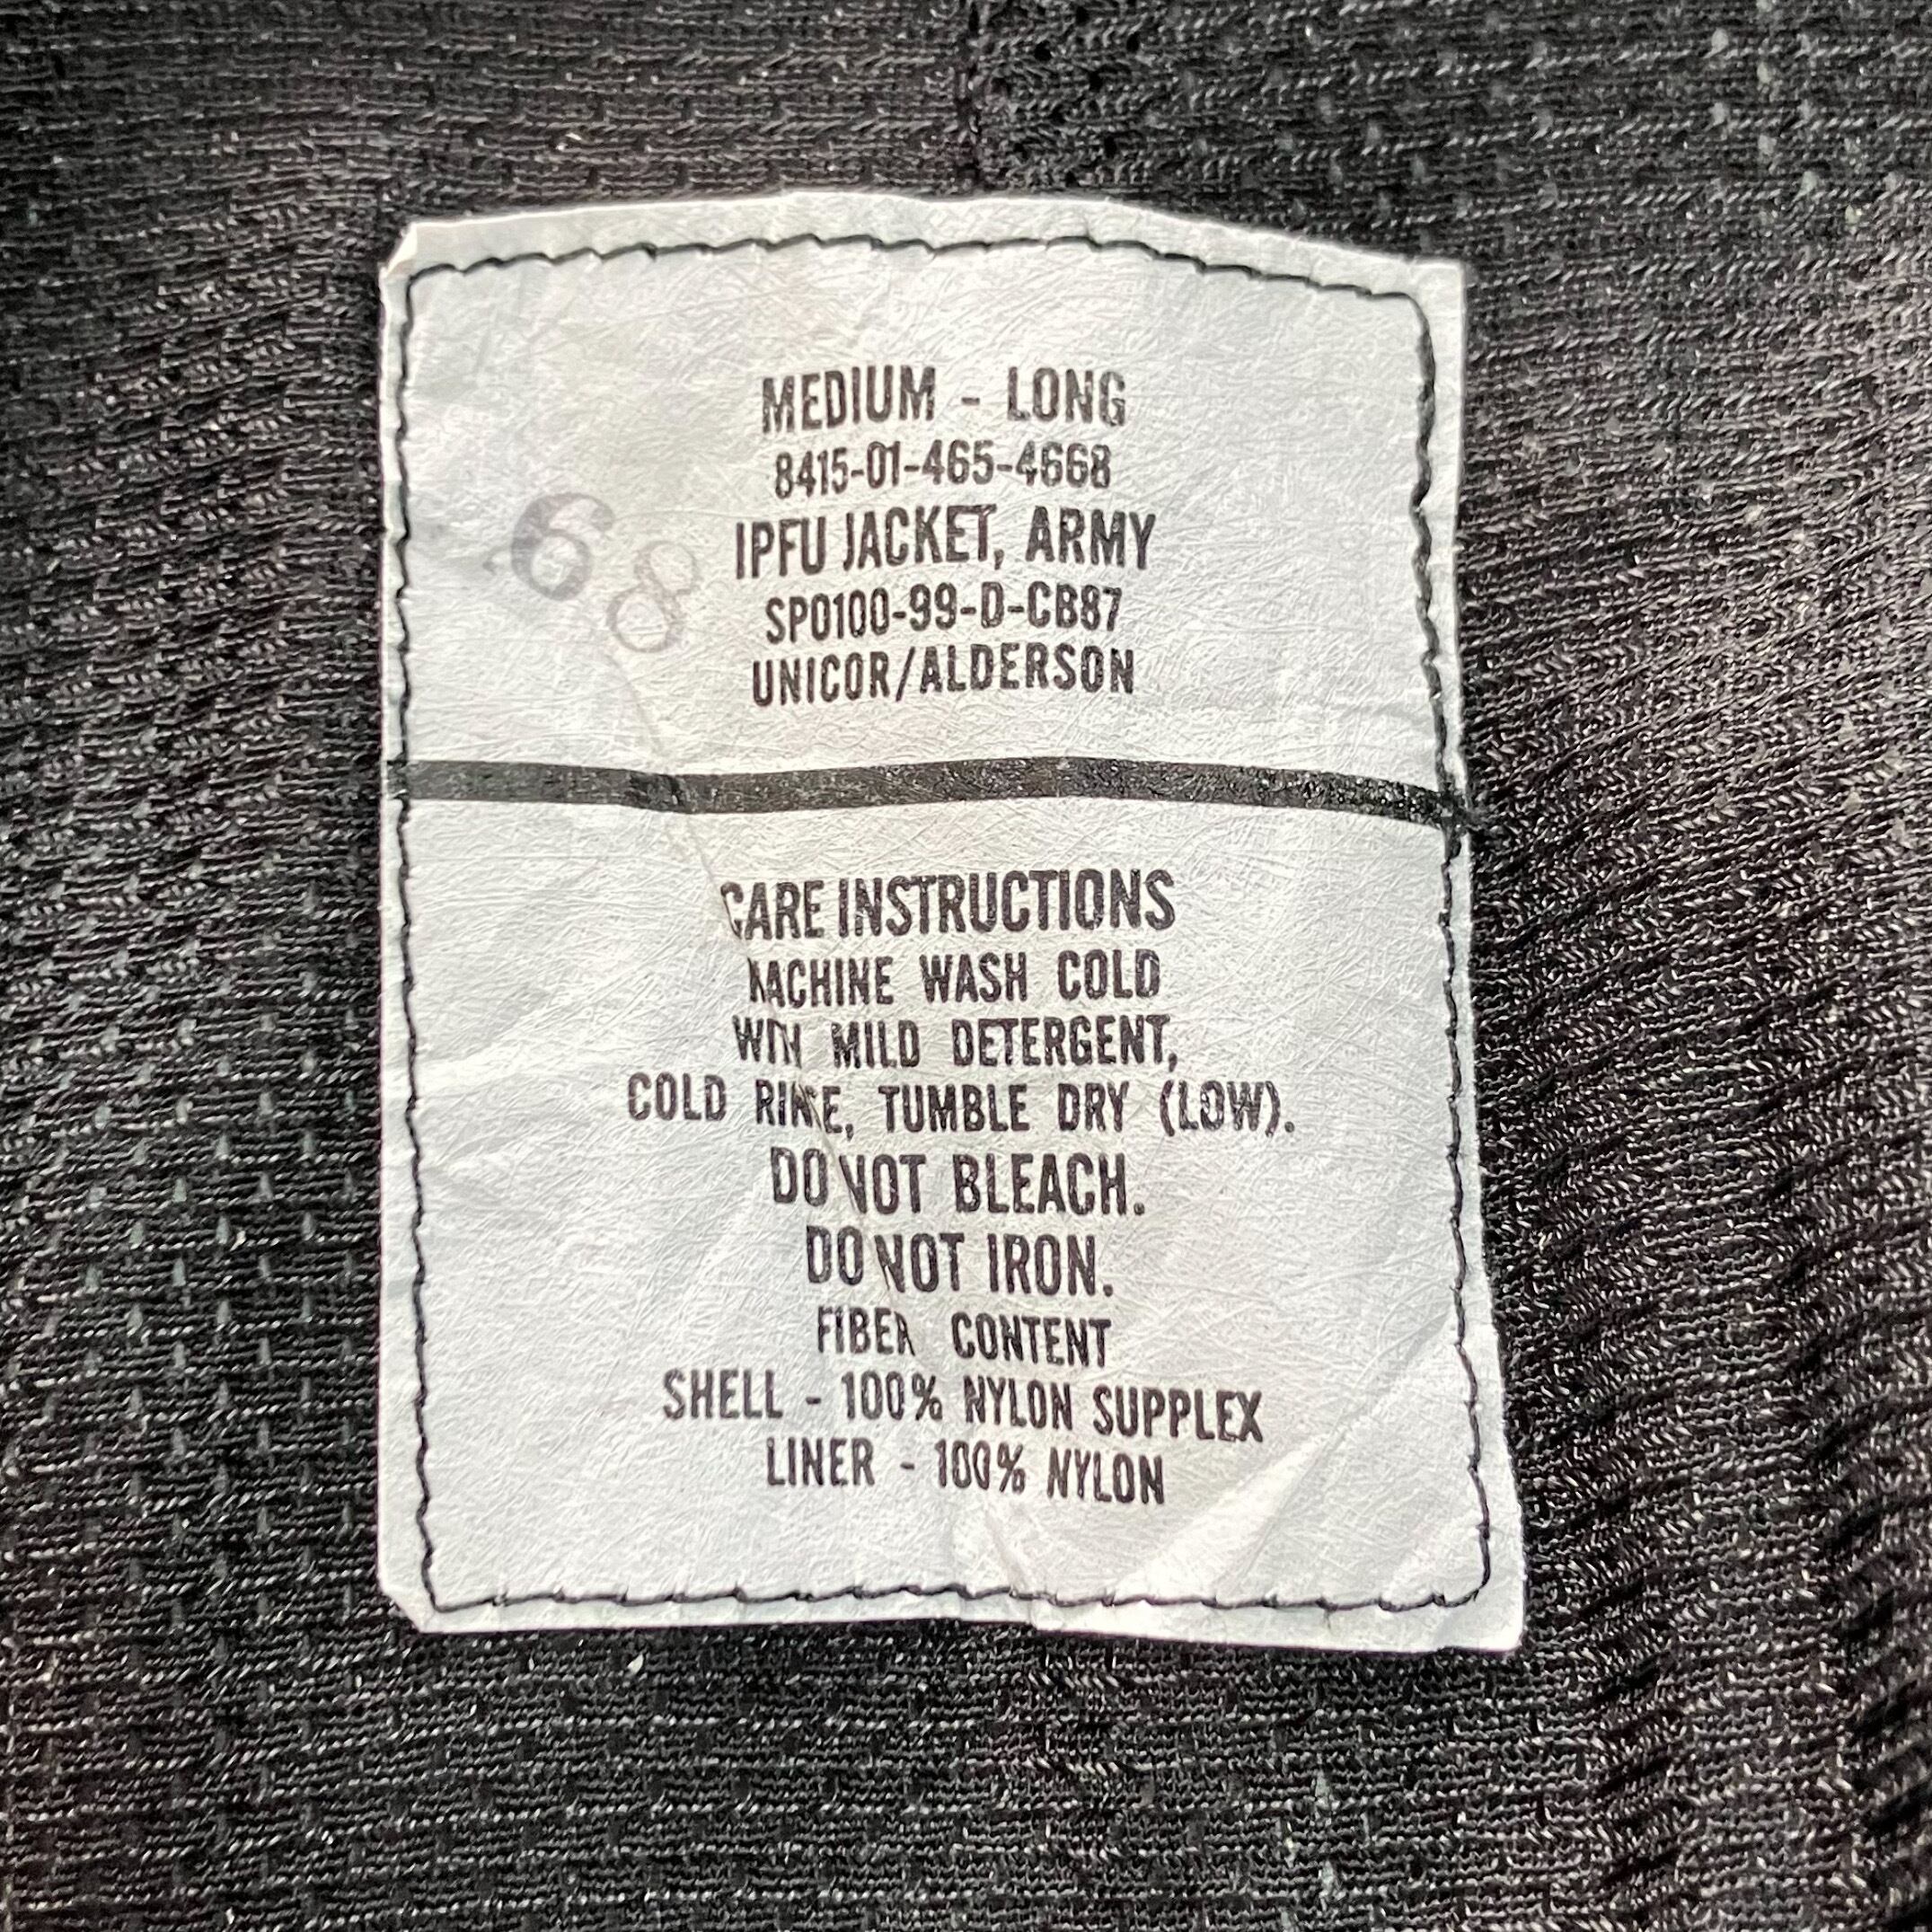 MEDIUM - LONG
8415-01-465-4668
IPFU JACKET, ARMY
68
SPO100-99-D-CB87
UNICOR/ALDERSON
CARE INSTRUCTIONS
MACHINE WASH COLD
WITH MILD DETERGENT,
COLD RINSE, TUMBLE DRY (LOW).
DO NOT BLEACH.
DO NOT IRON.
FIBER CONTENT
SHELL - 100% NYLON SUPPLEX
LINER - 100% NYLON